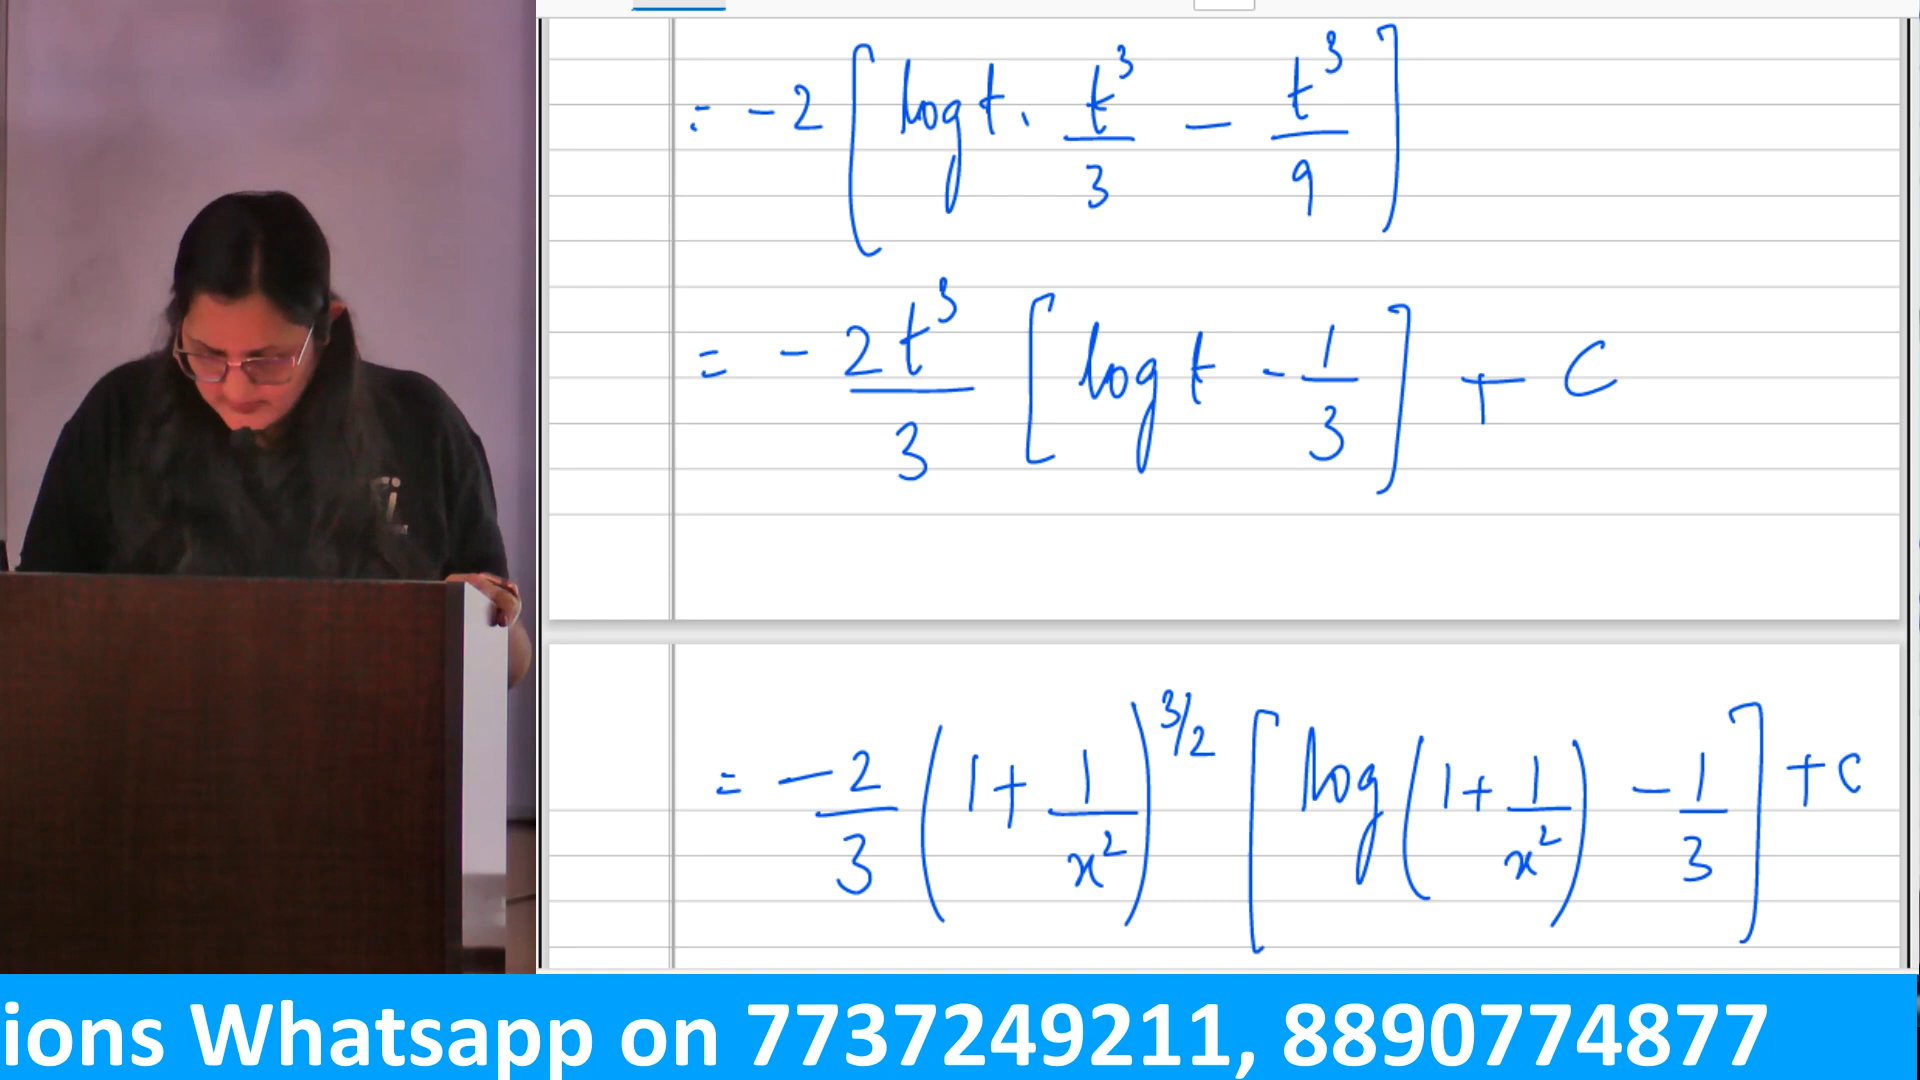 = -2 [ log t . t³/3 - t³/9 ]
= - 2t³/3 [ log t - 1/3 ] + C
= -2/3 (1 + 1/x²)^3/2 [ log (1 + 1/x²) - 1/3 ] + C
ions Whatsapp on 7737249211, 8890774877